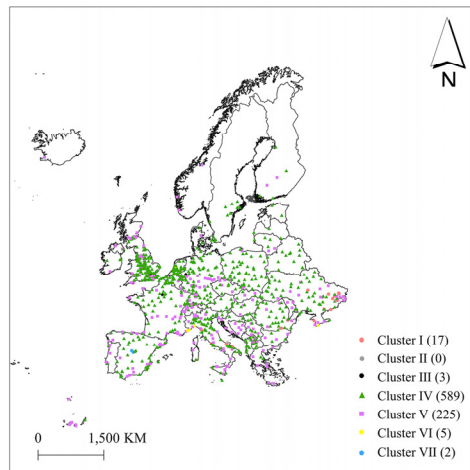 N
Cluster I (17)
Cluster II (0)
Cluster III (3)
Cluster IV (589)
Cluster V (225)
Cluster VI (5)
Cluster VII (2)
0 1,500 KM